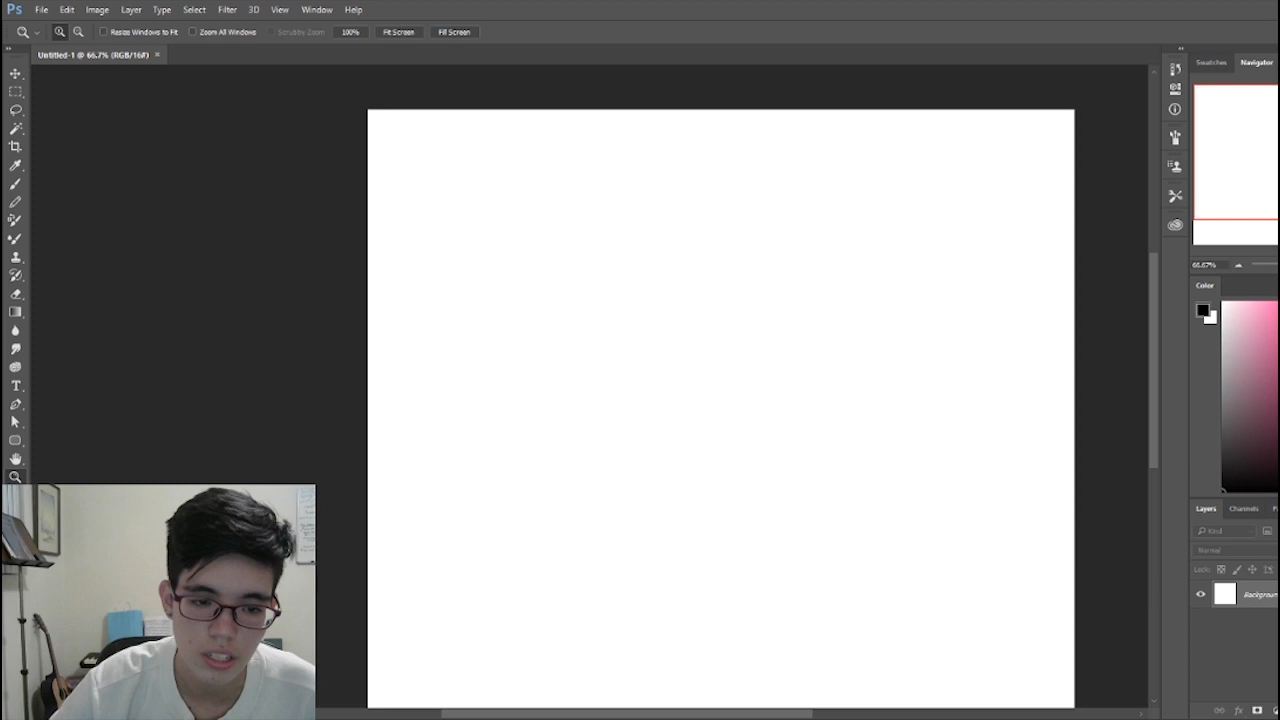 Ps File Edit Image Layer Type Select Filter 3D View Window Help
Resize Windows to Fit Zoom All Windows Scrubby Zoom 100% Fit Screen Fill Screen
Untitled-1 @ 66.7% (RGB/16#) ×
Swatches Navigator
66.67%
Color
Layers Channels
Kind
Normal
Lock:
Backgroun